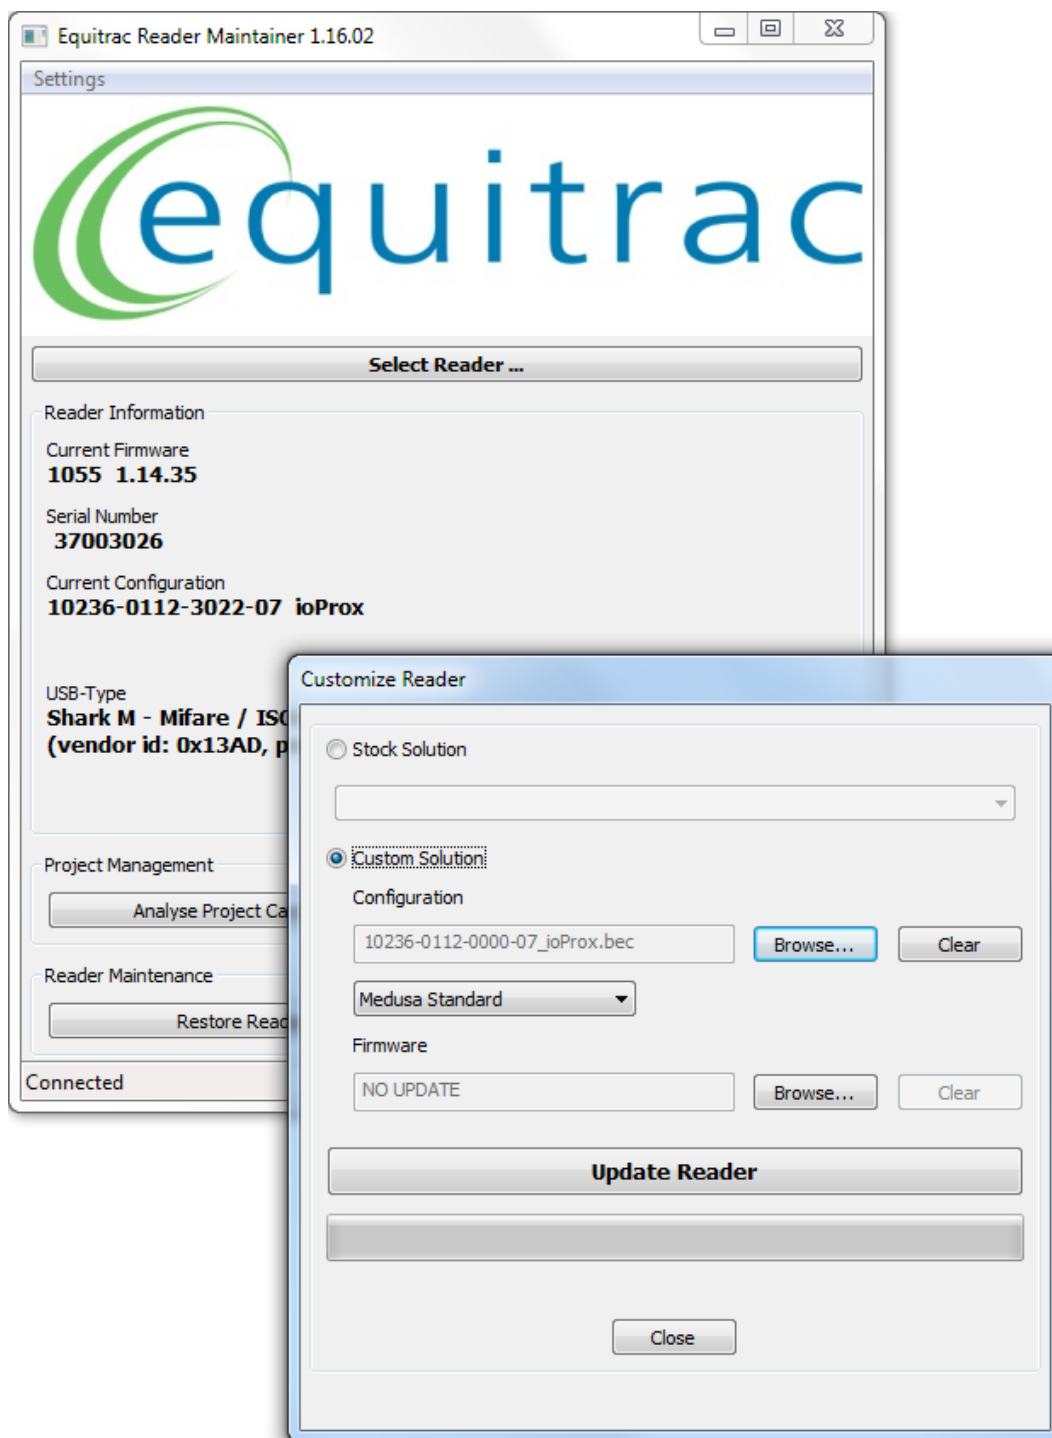 Equitrac Reader Maintainer 1.16.02
Settings
equitrac
Select Reader ...
Reader Information
Current Firmware
1055 1.14.35
Serial Number
37003026
Current Configuration
10236-0112-3022-07 ioProx
USB-Type
Shark M - Mifare / ISO
(vendor id: 0x13AD, p
Project Management
Analyse Project Ca
Reader Maintenance
Restore Read
Connected
Customize Reader
Stock Solution
Custom Solution
Configuration
10236-0112-0000-07_ioProx.bec
Browse...
Clear
Medusa Standard
Firmware
NO UPDATE
Browse...
Clear
Update Reader
Close